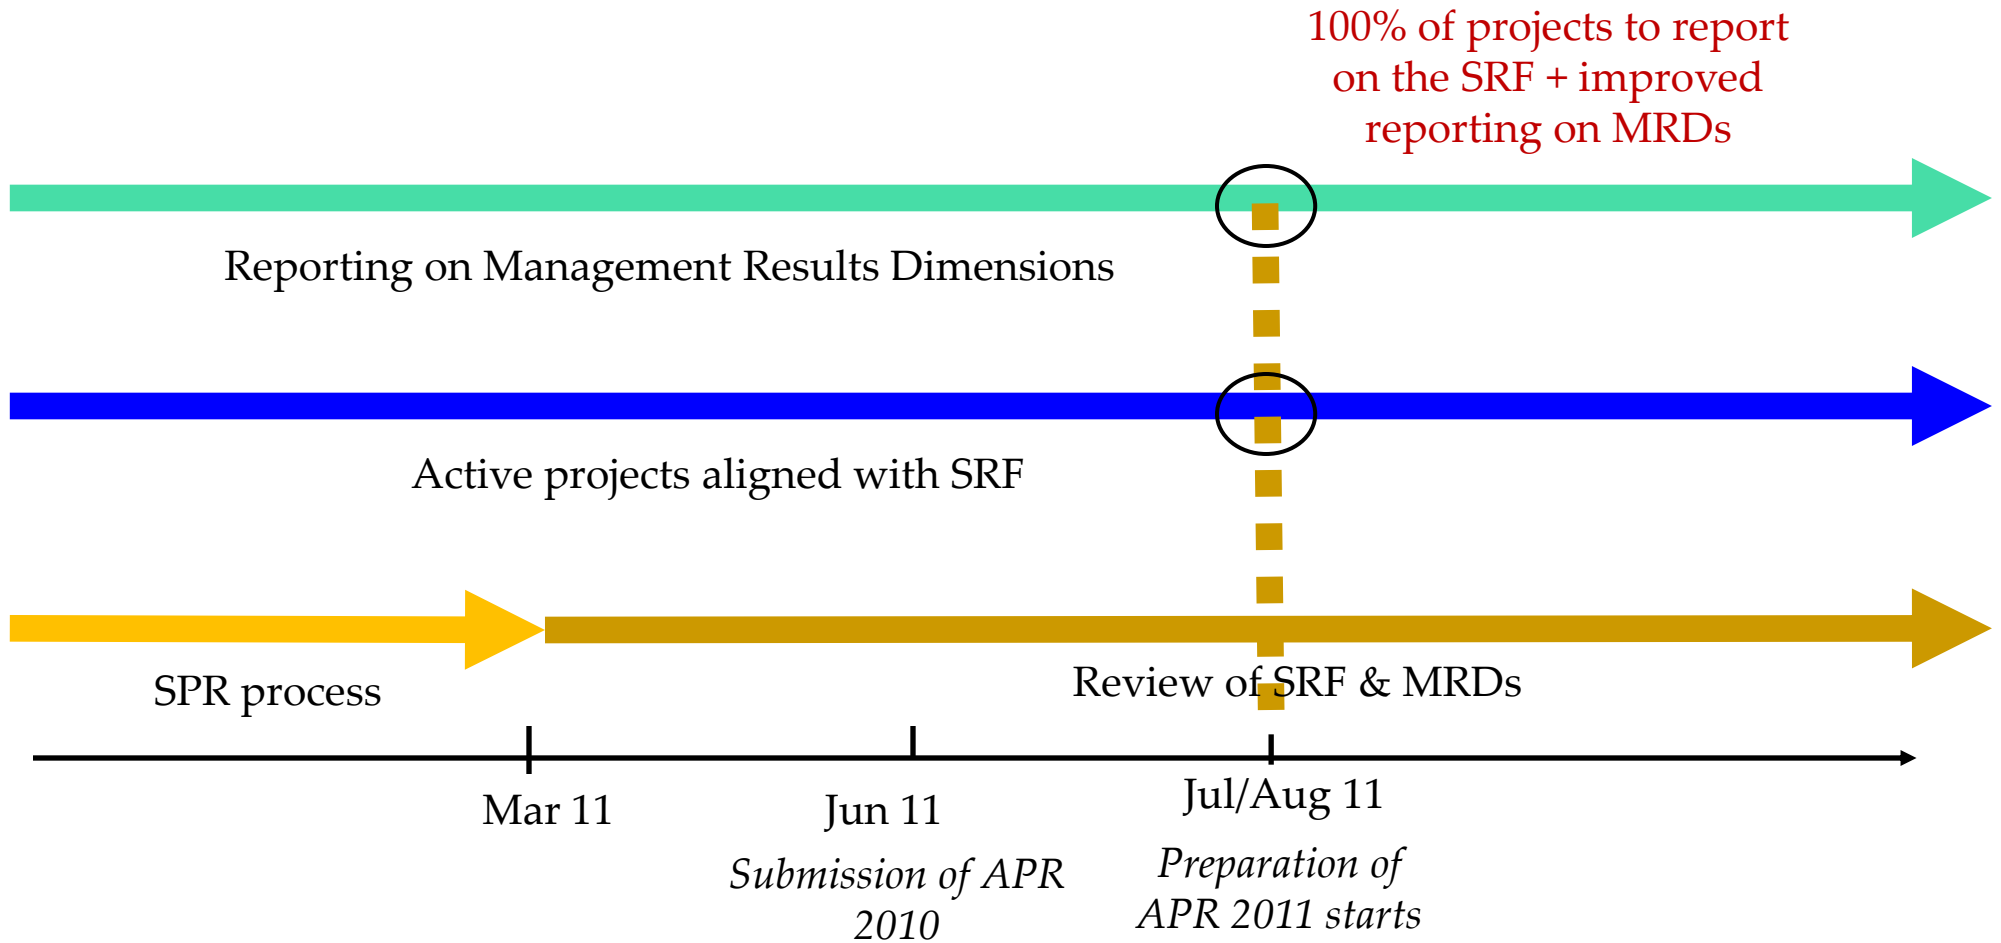 100% of projects to report
on the SRF + improved
reporting on MRDs
Reporting on Management Results Dimensions
Active projects aligned with SRF
SPR process
Review of SRF & MRDs
Mar 11
Jun 11
Submission of APR
2010
Jul/Aug 11
Preparation of
APR 2011 starts